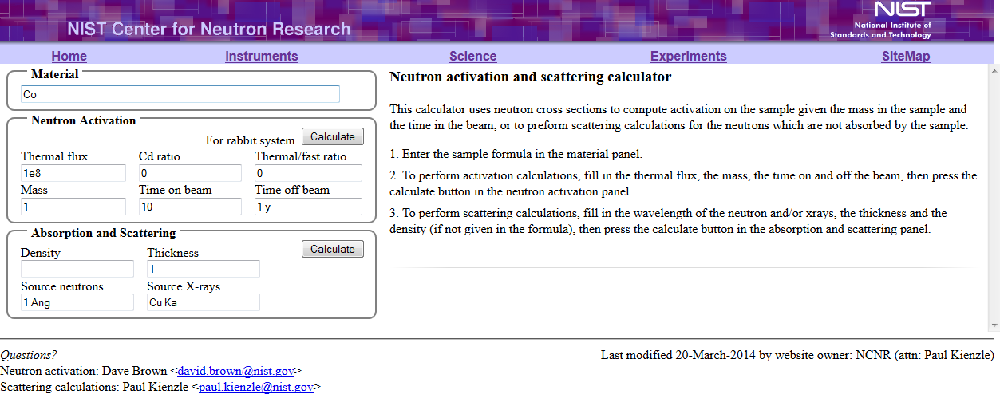 NIST Center for Neutron Research
NIST
National Institute of
Standards and Technology
Home Instruments Science Experiments SiteMap
Material
Co
Neutron Activation
For rabbit system Calculate
Thermal flux Cd ratio Thermal/fast ratio
1e8 0 0
Mass Time on beam Time off beam
1 10 1 y
Absorption and Scattering
Density Thickness Calculate
1
Source neutrons Source X-rays
1 Ang Cu Ka
Neutron activation and scattering calculator
This calculator uses neutron cross sections to compute activation on the sample given the mass in the sample and
the time in the beam, or to preform scattering calculations for the neutrons which are not absorbed by the sample.
1. Enter the sample formula in the material panel.
2. To perform activation calculations, fill in the thermal flux, the mass, the time on and off the beam, then press the
calculate button in the neutron activation panel.
3. To perform scattering calculations, fill in the wavelength of the neutron and/or xrays, the thickness and the
density (if not given in the formula), then press the calculate button in the absorption and scattering panel.
Questions? Last modified 20-March-2014 by website owner: NCNR (attn: Paul Kienzle)
Neutron activation: Dave Brown <david.brown@nist.gov>
Scattering calculations: Paul Kienzle <paul.kienzle@nist.gov>